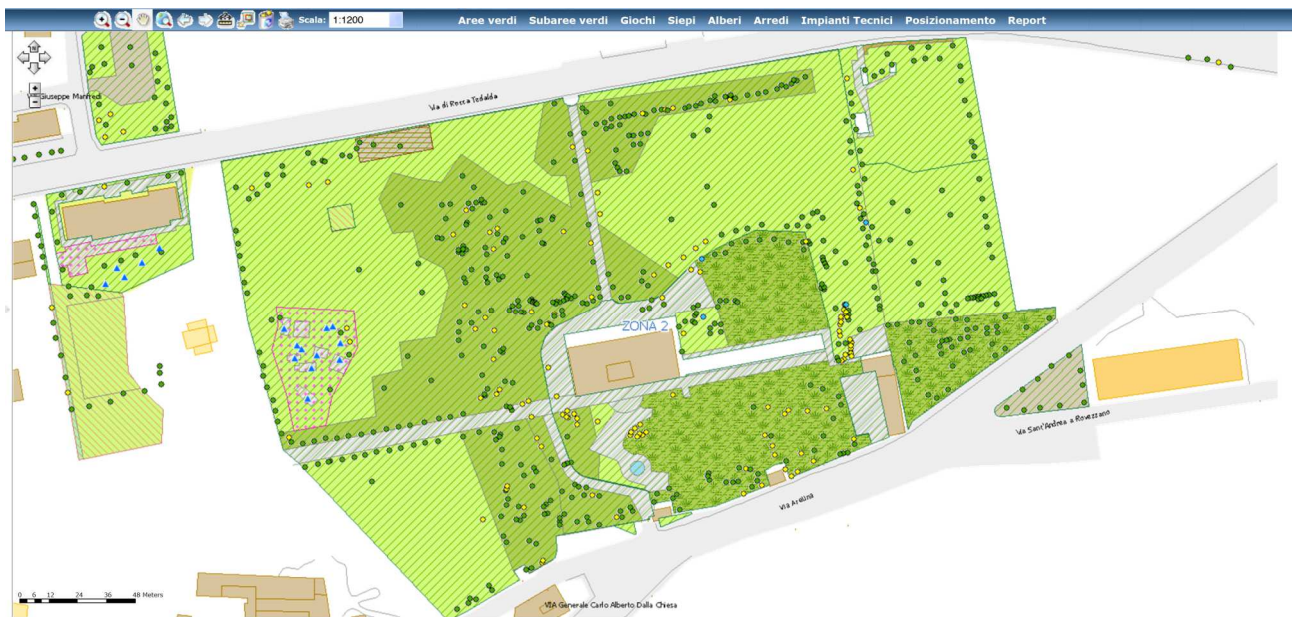 Scala: 1:1200 Aree verdi Subaree verdi Giochi Siepi Alberi Arredi Impianti Tecnici Posizionamento Report
Giuseppe Manfredi
Via di Rocca Tedalda
ZONA 2
Via Sant'Andrea a Rovezzano
Via Aretina
0 6 12 24 36 48 Meters
VIA Generale Carlo Alberto Dalla Chiesa